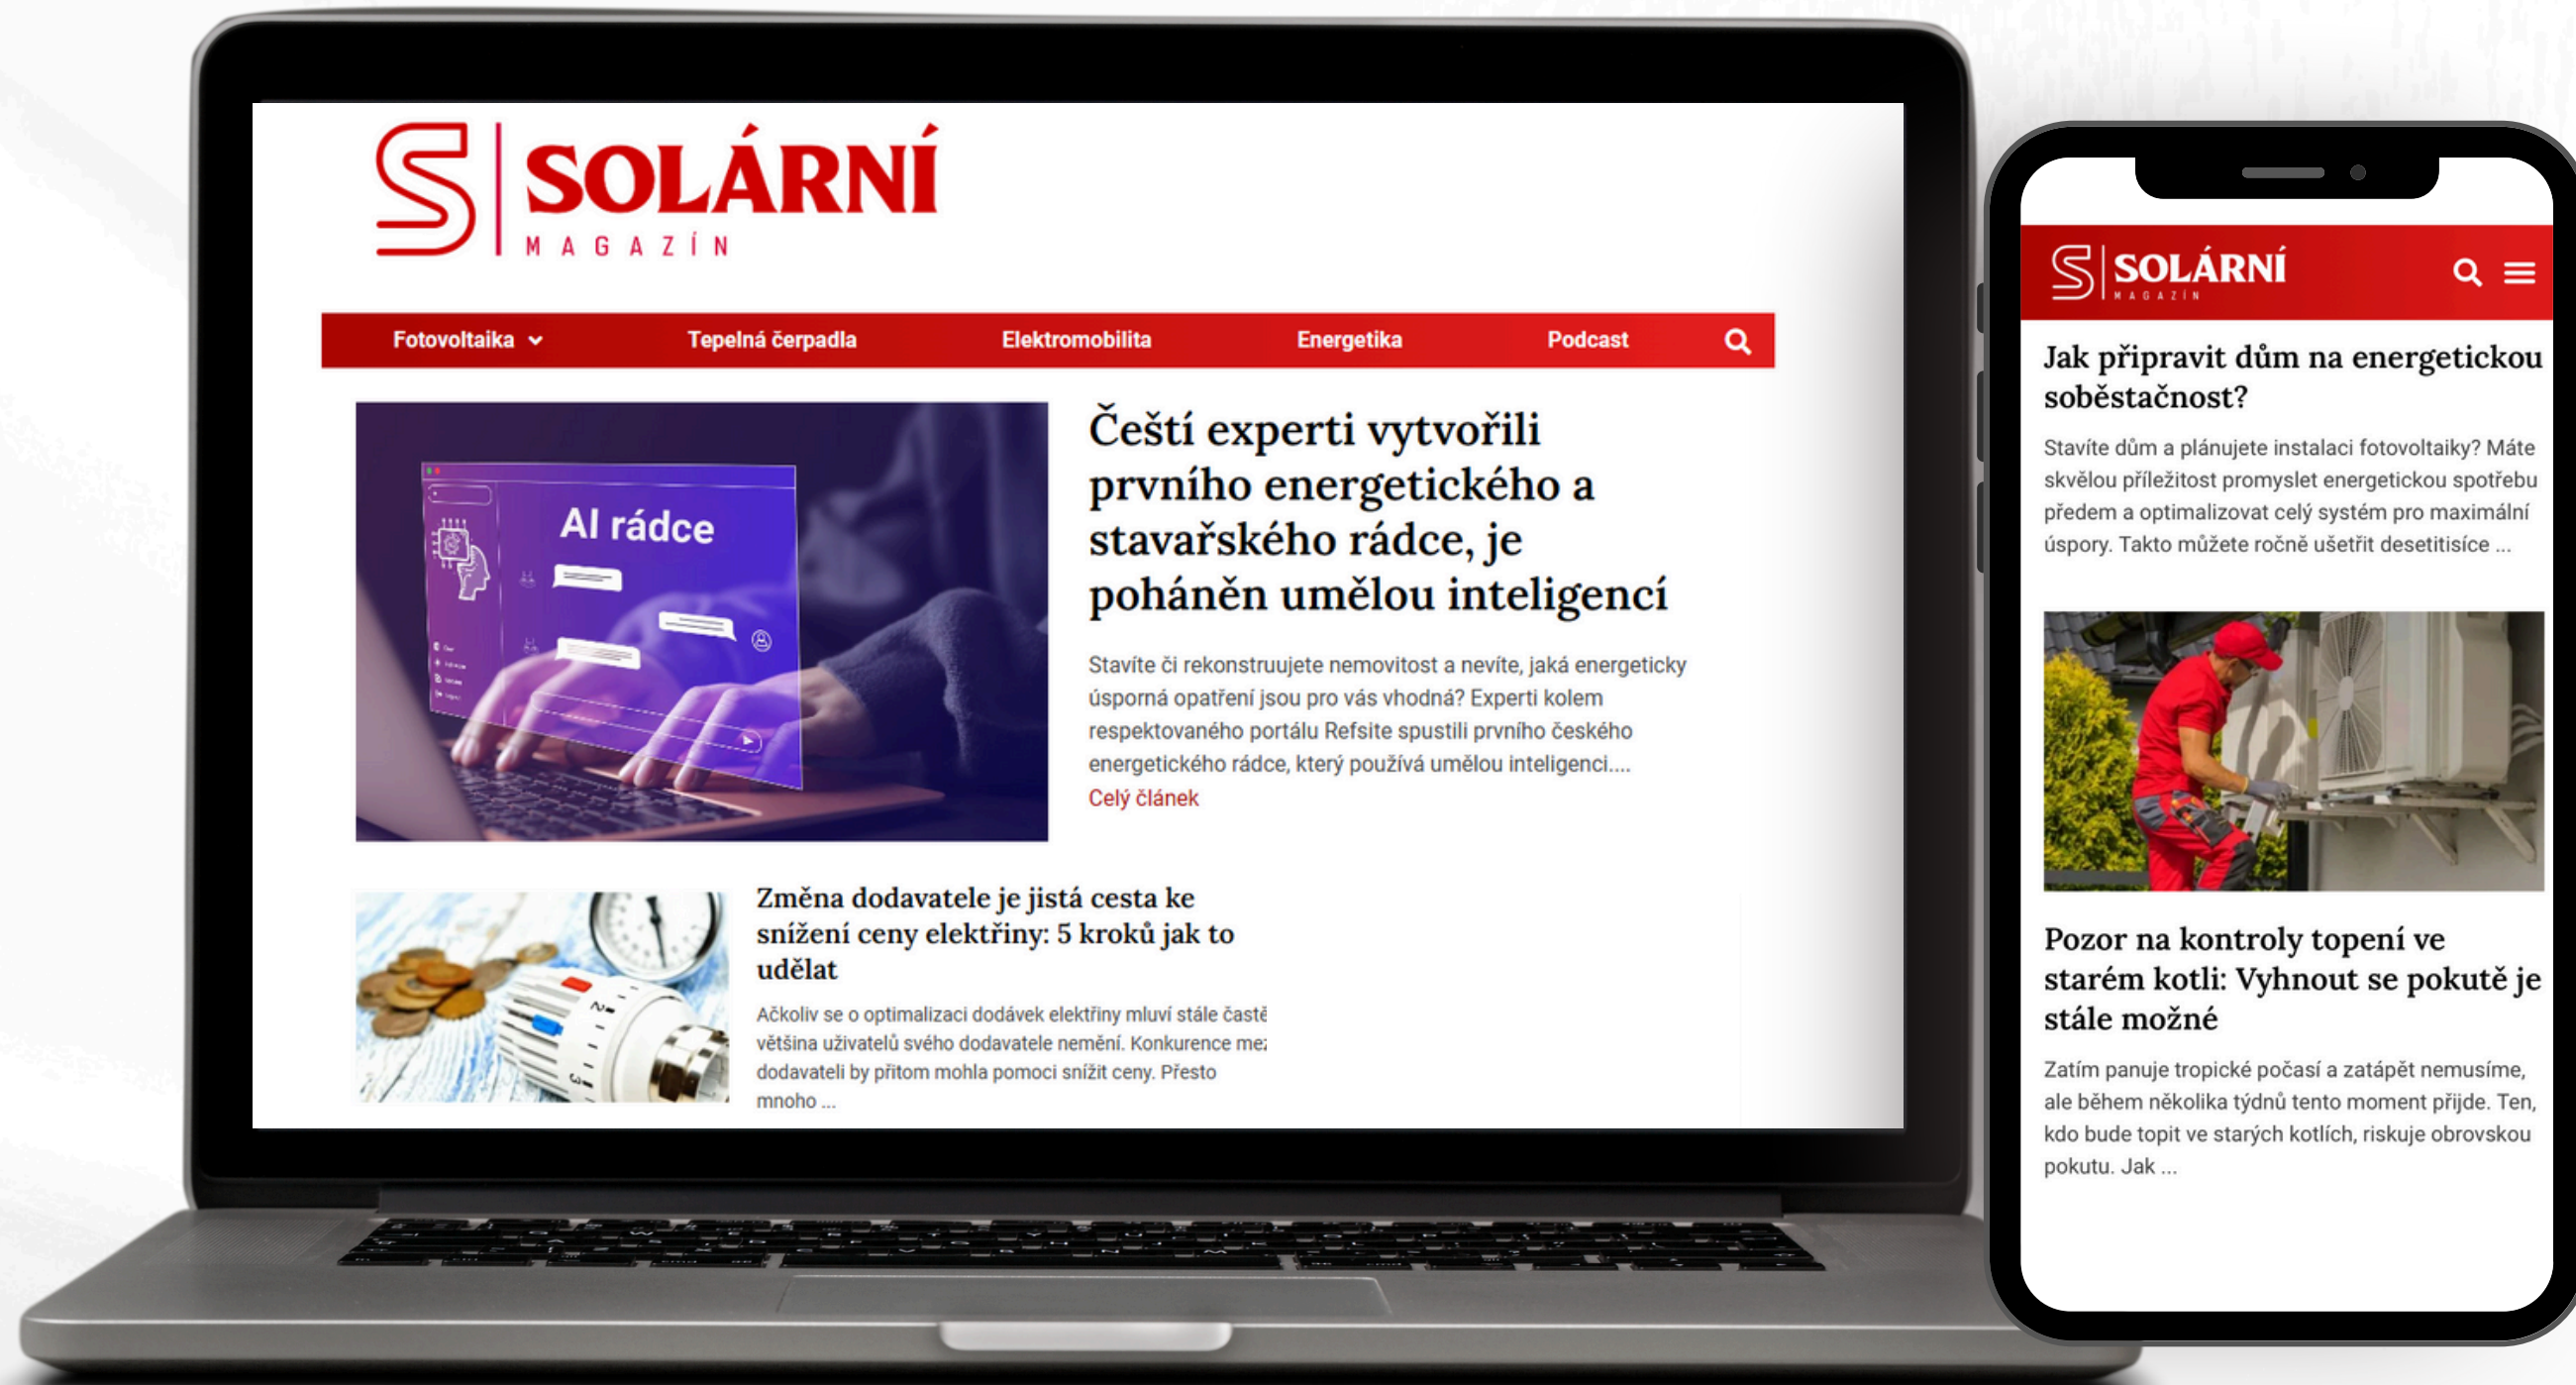 S
SOLÁRNÍ
MAGAZÍN
Fotovoltaika
Tepelná čerpadla
Elektromobilita
Energetika
Podcast
AI rádce
Čeští experti vytvořili
prvního energetického a
stavařského rádce, je
poháněn umělou inteligencí
Stavíte či rekonstruujete nemovitost a nevíte, jaká energeticky
úsporná opatření jsou pro vás vhodná? Experti kolem
respektovaného portálu Refsite spustili prvního českého
energetického rádce, který používá umělou inteligenci....
Celý článek
2
3
Změna dodavatele je jistá cesta ke
snížení ceny elektřiny: 5 kroků jak to
udělat
Ačkoliv se o optimalizaci dodávek elektřiny mluví stále častě
většina uživatelů svého dodavatele nemění. Konkurence mez
dodavateli by přitom mohla pomoci snížit ceny. Přesto
mnoho ...
S
SOLÁRNÍ
MAGAZÍN
Jak připravit dům na energetickou
soběstačnost?
Stavíte dům a plánujete instalaci fotovoltaiky? Máte
skvělou příležitost promyslet energetickou spotřebu
předem a optimalizovat celý systém pro maximální
úspory. Takto můžete ročně ušetřit desetitisíce ...
Pozor na kontroly topení ve
starém kotli: Vyhnout se pokutě je
stále možné
Zatím panuje tropické počasí a zatápět nemusíme,
ale během několika týdnů tento moment přijde. Ten,
kdo bude topit ve starých kotlích, riskuje obrovskou
pokutu. Jak ...